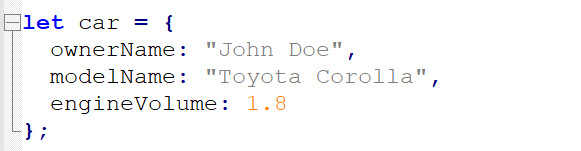 let car = {
  ownerName: "John Doe",
  modelName: "Toyota Corolla",
  engineVolume: 1.8
};